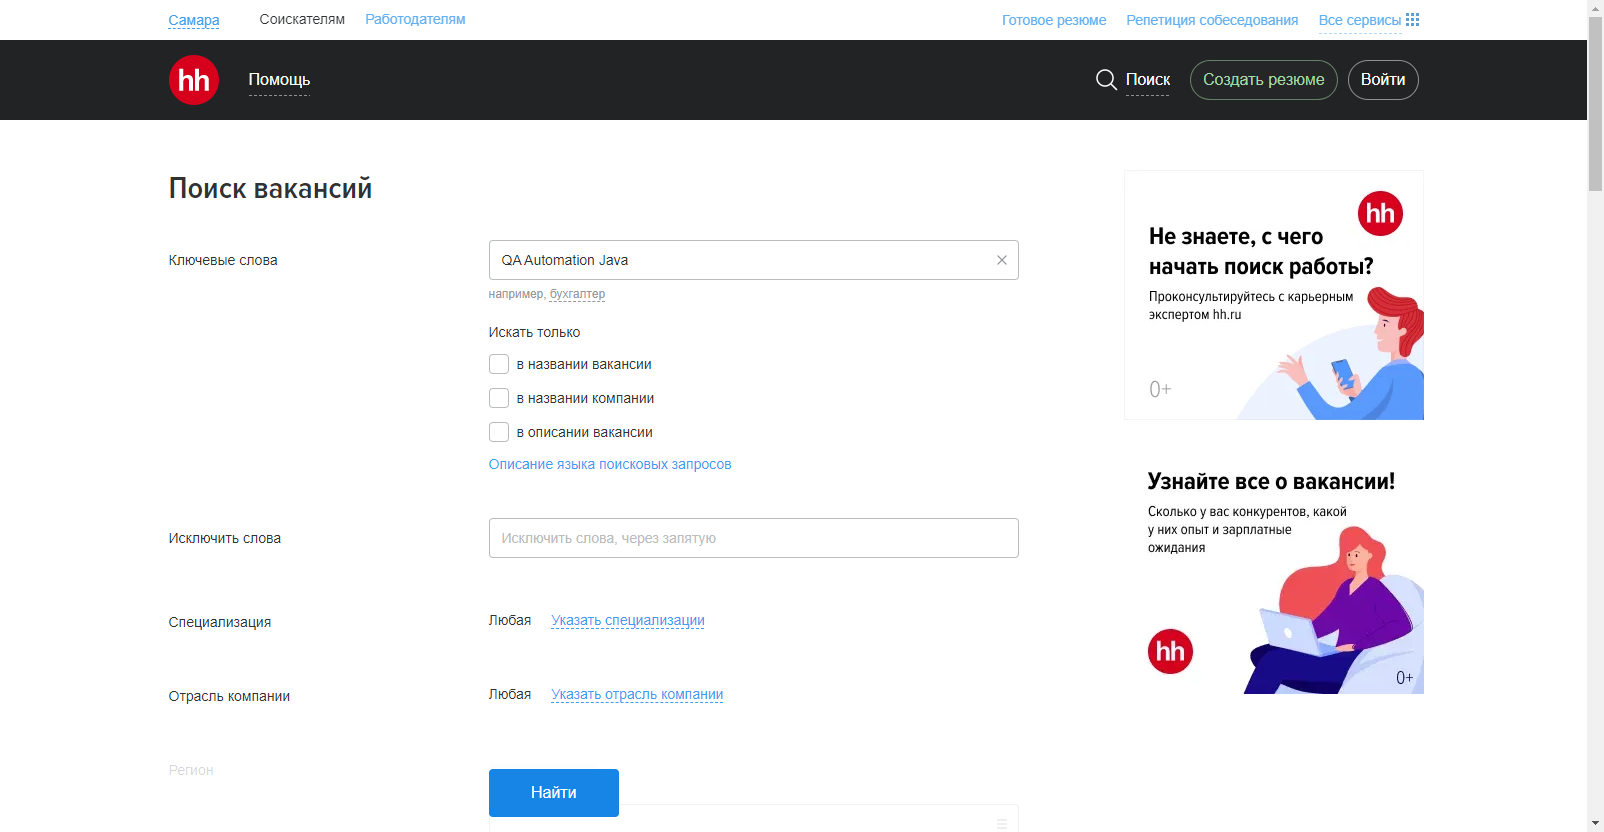 Самара Соискателям Работодателям Готовое резюме Репетиция собеседования Все сервисы
hh Помощь Поиск Создать резюме Войти
Поиск вакансий
Ключевые слова
QA Automation Java
например, бухгалтер
Искать только
в названии вакансии
в названии компании
в описании вакансии
Описание языка поисковых запросов
Исключить слова
Исключить слова, через запятую
Специализация
Любая Указать специализации
Отрасль компании
Любая Указать отрасль компании
Регион
Найти
hh
Не знаете, с чего
начать поиск работы?
Проконсультируйтесь с карьерным
экспертом hh.ru
0+
Узнайте все о вакансии!
Сколько у вас конкурентов, какой
у них опыт и зарплатные
ожидания
hh
0+